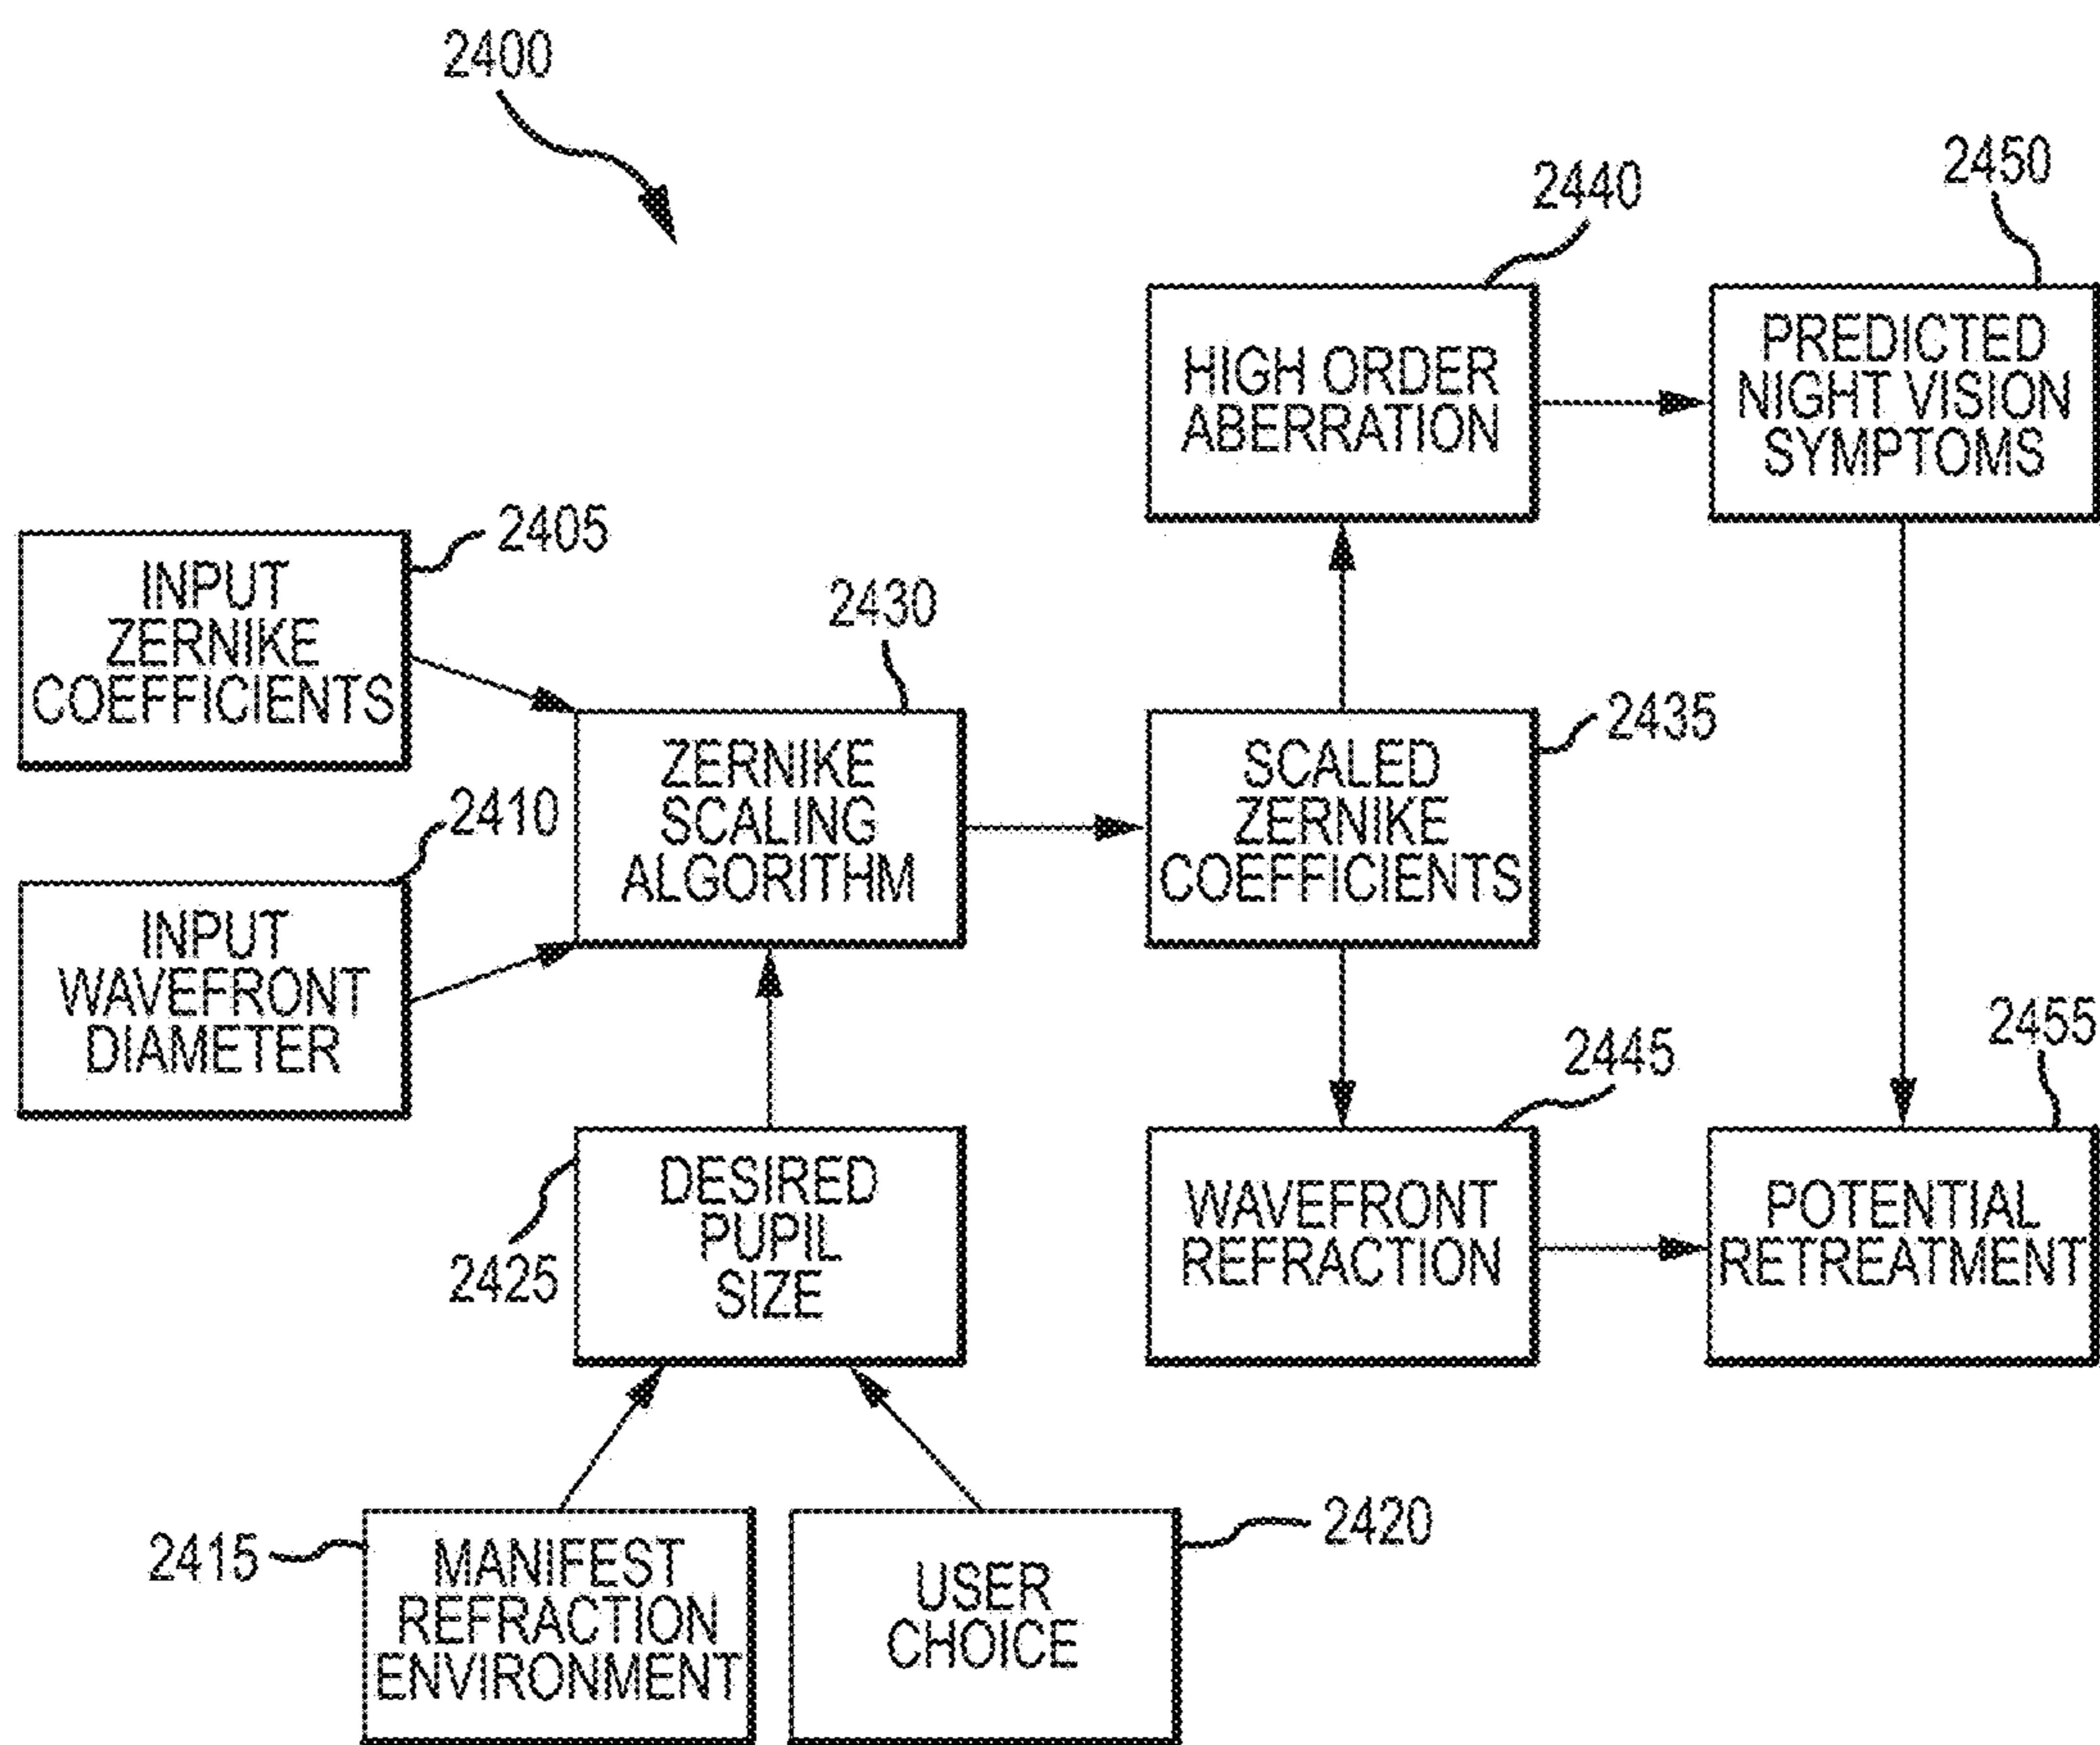 2400
2450
2440
HIGH ORDER
ABERRATION
PREDICTED
NIGHT VISION
SYMPTOMS
2405
INPUT
ZERNIKE
COEFFICIENTS
2430
2435
ZERNIKE
SCALING
ALGORITHM
SCALED
ZERNIKE
COEFFICIENTS
2410
INPUT
WAVEFRONT
DIAMETER
2445
2455
2425
DESIRED
PUPIL
SIZE
WAVEFRONT
REFRACTION
POTENTIAL
RETREATMENT
2415
MANIFEST
REFRACTION
ENVIRONMENT
USER
CHOICE
2420